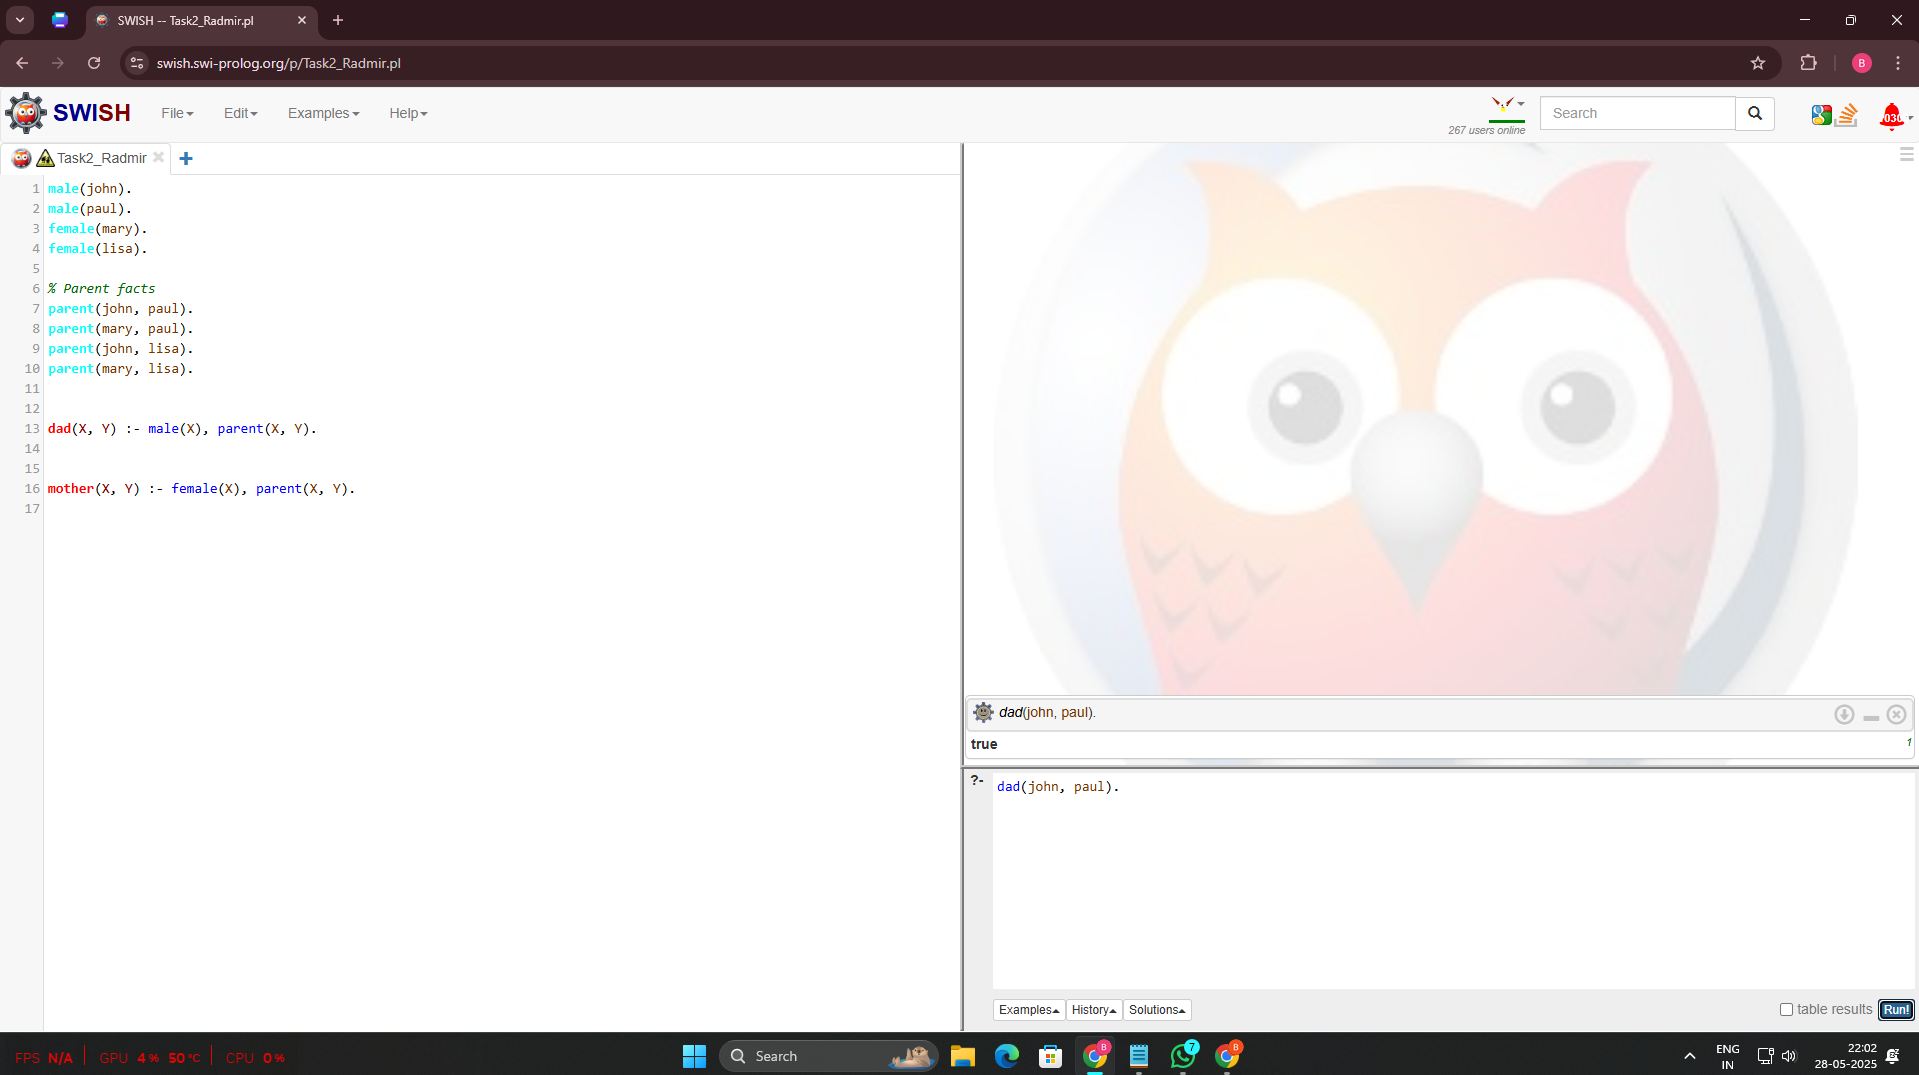 SWISH -- Task2_Radmir.pl
swish.swi-prolog.org/p/Task2_Radmir.pl
B
SWISH File Edit Examples Help
267 users online
Search
Task2_Radmir
1 male(john).
2 male(paul).
3 female(mary).
4 female(lisa).
5
6 % Parent facts
7 parent(john, paul).
8 parent(mary, paul).
9 parent(john, lisa).
10 parent(mary, lisa).
11
12
13 dad(X, Y) :- male(X), parent(X, Y).
14
15
16 mother(X, Y) :- female(X), parent(X, Y).
17
dad(john, paul).
true
1
?- dad(john, paul).
Examples History Solutions
table results Run!
FPS N/A GPU 4 % 50 °C CPU 0 %
Search
B
7
B
ENG
IN
22:02
28-05-2025